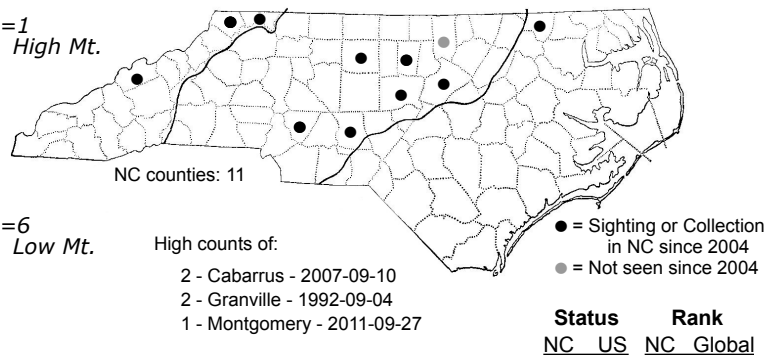 =1
High Mt.
NC counties: 11
=6
Low Mt.
High counts of:
2 - Cabarrus - 2007-09-10
2 - Granville - 1992-09-04
1 - Montgomery - 2011-09-27
= Sighting or Collection
in NC since 2004
= Not seen since 2004
Status Rank
NC US NC Global